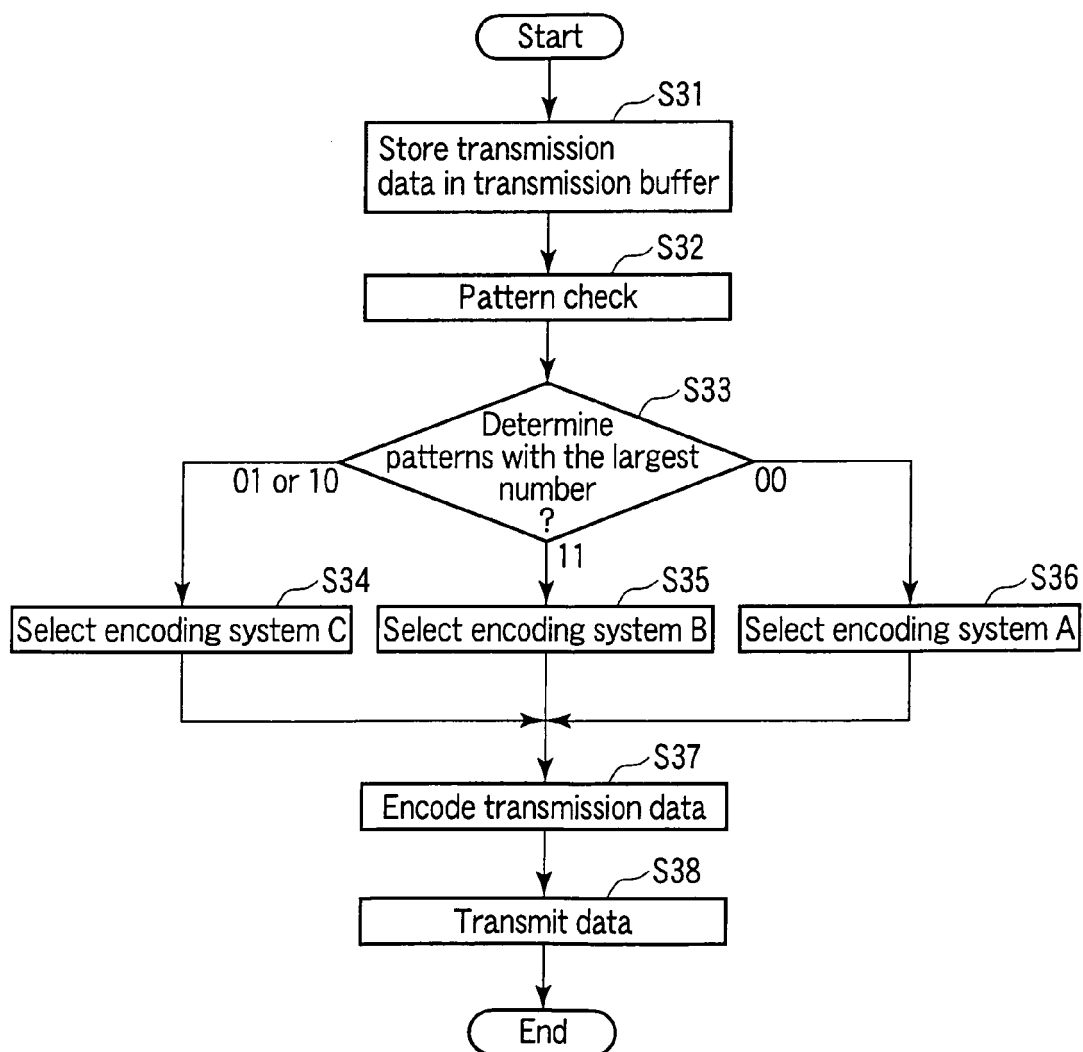 Start
S31
Store transmission
data in transmission buffer
S32
Pattern check
S33
Determine
patterns with the largest
number
?
01 or 10
00
11
S34
S35
S36
Select encoding system C
Select encoding system B
Select encoding system A
S37
Encode transmission data
S38
Transmit data
End